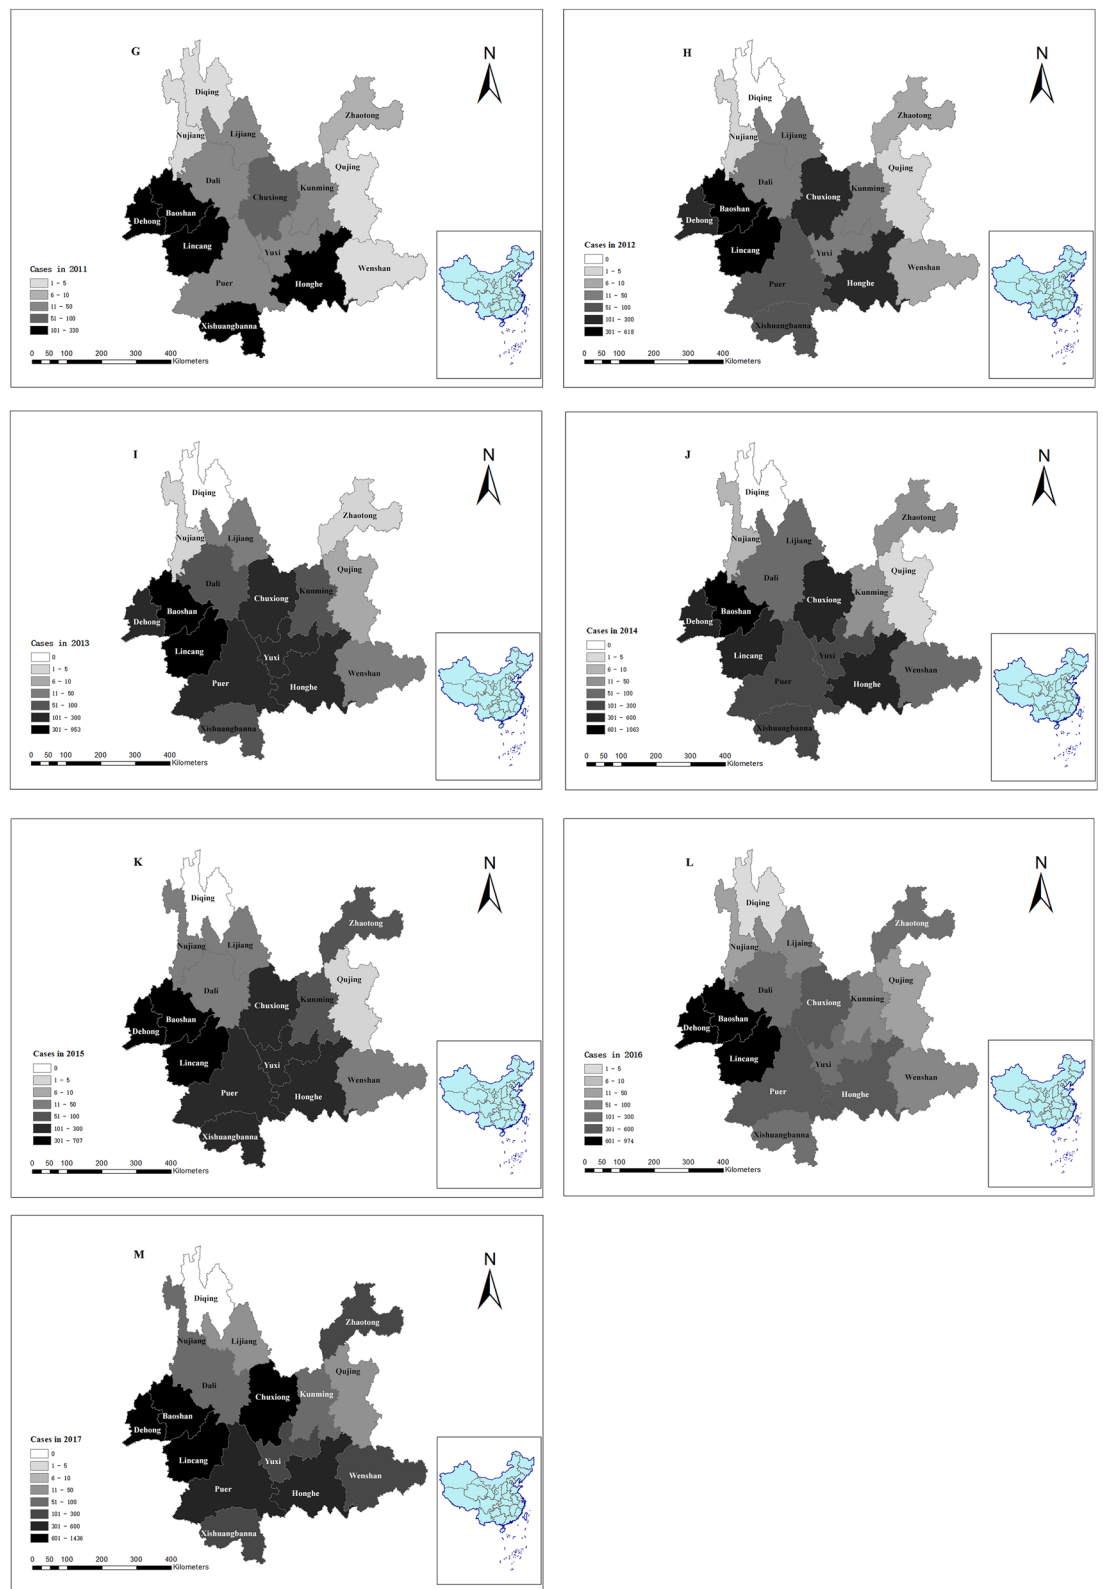 G
N
Diqing
Zhaotong
Nujiang
Lijiang
Qujing
Dali
Chuxiong
Kunming
Baoshan
Dehong
Lincang
Yuxi
Wenshan
Puer
Honghe
Xishuangbanna
Cases in 2011
1 - 5
6 - 10
11 - 50
51 - 100
101 - 330
0 50 100 200 300 400
Kilometers
H
N
Diqing
Zhaotong
Nujiang
Lijiang
Qujing
Dali
Chuxiong
Kunming
Baoshan
Dehong
Lincang
Yuxi
Wenshan
Puer
Honghe
Xishuangbanna
Cases in 2012
0
1 - 5
6 - 10
11 - 50
51 - 100
101 - 300
301 - 618
0 50 100 200 300 400
Kilometers
I
N
Diqing
Zhaotong
Nujiang
Lijiang
Qujing
Dali
Chuxiong
Kunming
Baoshan
Dehong
Lincang
Yuxi
Wenshan
Puer
Honghe
Xishuangbanna
Cases in 2013
0
1 - 5
6 - 10
11 - 50
51 - 100
101 - 300
301 - 953
0 50 100 200 300 400
Kilometers
J
N
Diqing
Zhaotong
Nujiang
Lijiang
Qujing
Dali
Chuxiong
Kunming
Baoshan
Dehong
Lincang
Yuxi
Wenshan
Puer
Honghe
Xishuangbanna
Cases in 2014
0
1 - 5
6 - 10
11 - 50
51 - 100
101 - 300
301 - 600
601 - 1063
0 50 100 200 300 400
Kilometers
K
N
Diqing
Zhaotong
Nujiang
Lijiang
Qujing
Dali
Chuxiong
Kunming
Baoshan
Dehong
Lincang
Yuxi
Wenshan
Puer
Honghe
Xishuangbanna
Cases in 2015
0
1 - 5
6 - 10
11 - 50
51 - 100
101 - 300
301 - 707
0 50 100 200 300 400
Kilometers
L
N
Diqing
Zhaotong
Nujiang
Lijaing
Qujing
Dali
Chuxiong
Kunming
Baoshan
Dehong
Lincang
Yuxi
Wenshan
Puer
Honghe
Xishuangbanna
Cases in 2016
1 - 5
6 - 10
11 - 50
51 - 100
101 - 300
301 - 600
601 - 974
0 50 100 200 300 400
Kilometers
M
N
Diqing
Zhaotong
Nujiang
Lijiang
Qujing
Dali
Chuxiong
Kunming
Baoshan
Dehong
Lincang
Yuxi
Wenshan
Puer
Honghe
Xishuangbanna
Cases in 2017
0
1 - 5
6 - 10
11 - 50
51 - 100
101 - 300
301 - 600
601 - 1436
0 50 100 200 300 400
Kilometers